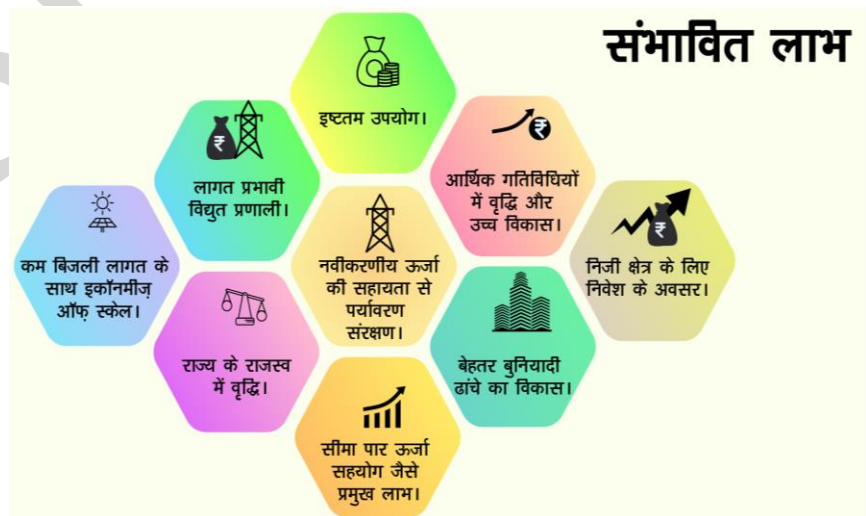 संभावित लाभ
इष्टतम उपयोग।
लागत प्रभावी
विद्युत प्रणाली।
आर्थिक गतिविधियों
में वृद्धि और
उच्च विकास।
कम बिजली लागत के
साथ इकॉनमीज़
ऑफ़ स्केल।
नवीकरणीय ऊर्जा
की सहायता से
पर्यावरण
संरक्षण।
निजी क्षेत्र के लिए
निवेश के अवसर।
राज्य के राजस्व
में वृद्धि।
बेहतर बुनियादी
ढांचे का विकास।
सीमा पार ऊर्जा
सहयोग जैसे
प्रमुख लाभ।